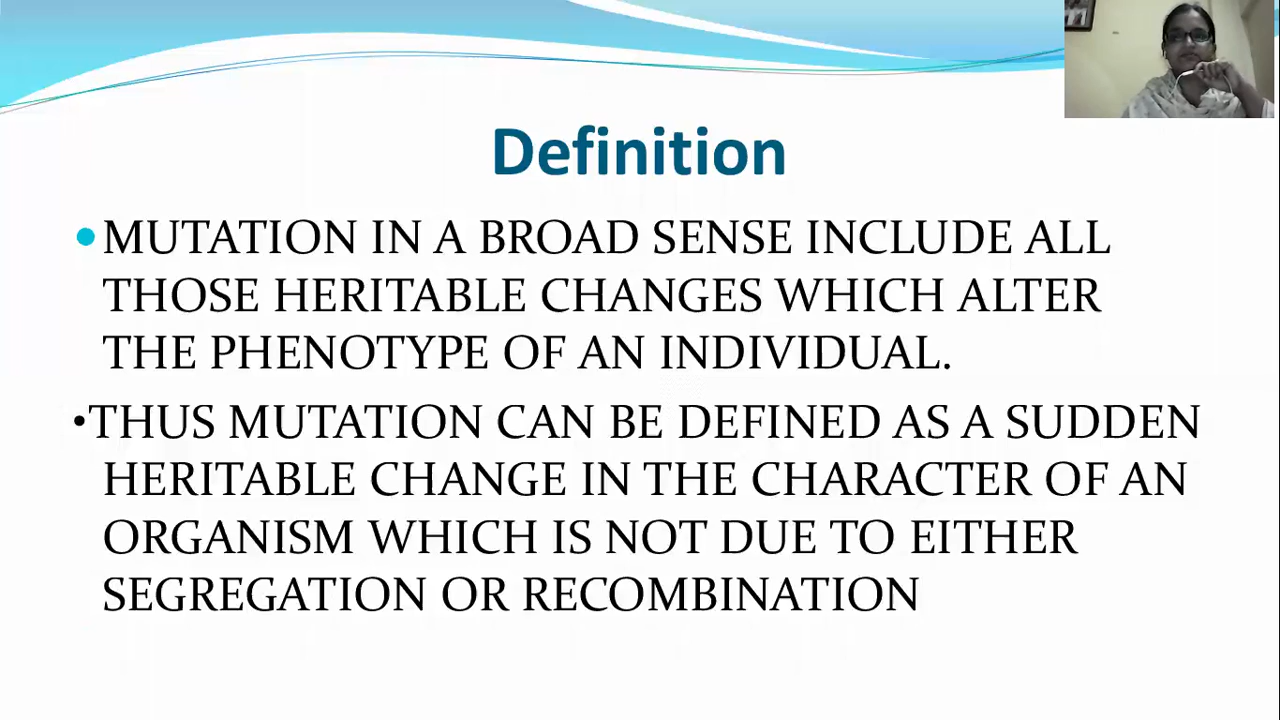 Definition
•MUTATION IN A BROAD SENSE INCLUDE ALL
THOSE HERITABLE CHANGES WHICH ALTER
THE PHENOTYPE OF AN INDIVIDUAL.
•THUS MUTATION CAN BE DEFINED AS A SUDDEN
HERITABLE CHANGE IN THE CHARACTER OF AN
ORGANISM WHICH IS NOT DUE TO EITHER
SEGREGATION OR RECOMBINATION